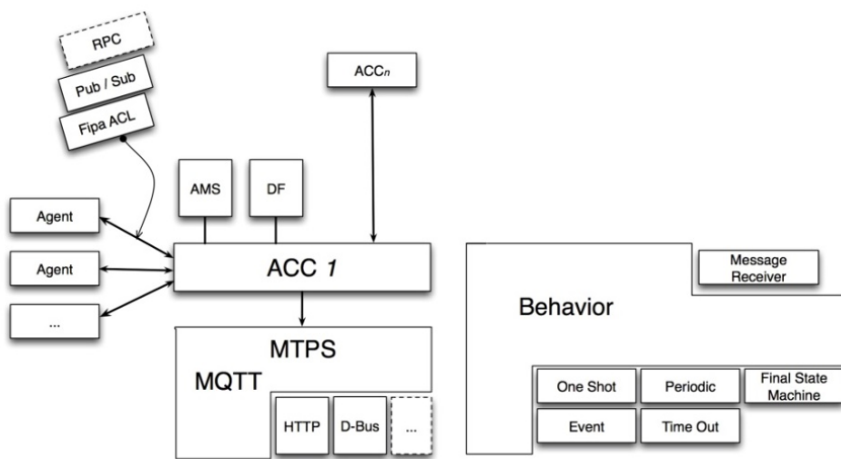 RPC
Pub / Sub
Fipa ACL
ACCn
AMS
DF
Agent
Agent
...
ACC 1
MTPS
MQTT
HTTP
D-Bus
...
Behavior
Message
Receiver
One Shot
Periodic
Final State
Machine
Event
Time Out